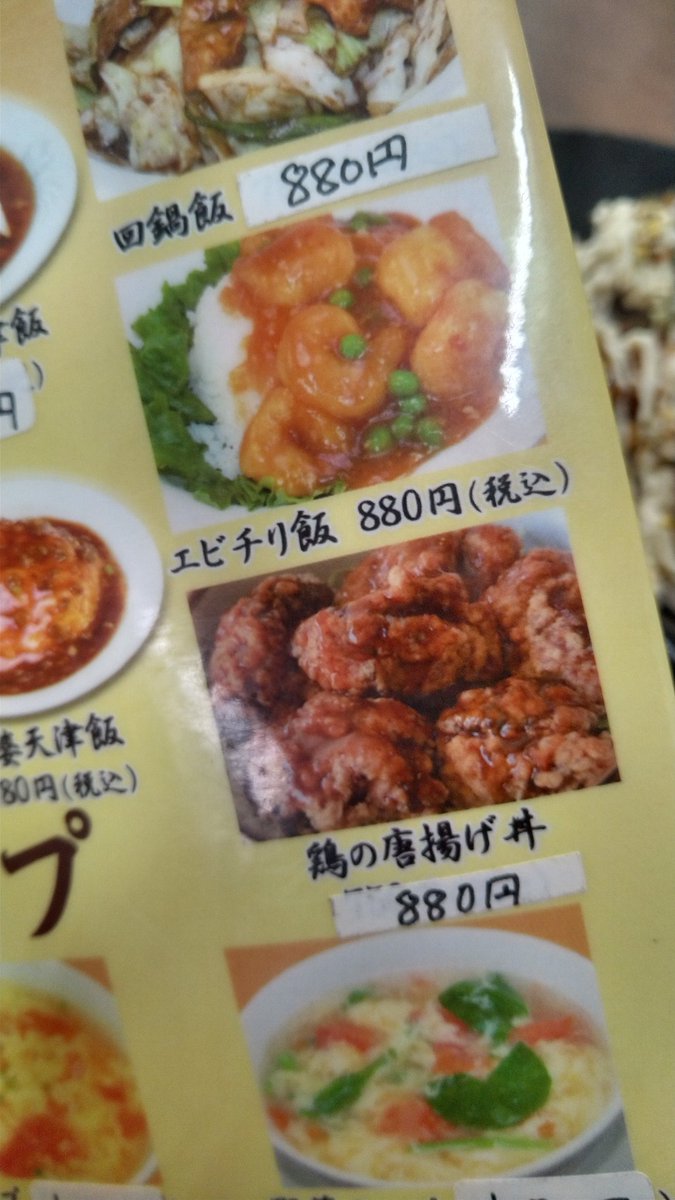 880円
回鍋飯
飯
円
エビチリ飯 880円(税込)
天津飯
80円(税込)
プ
鶏の唐揚げ丼
880円